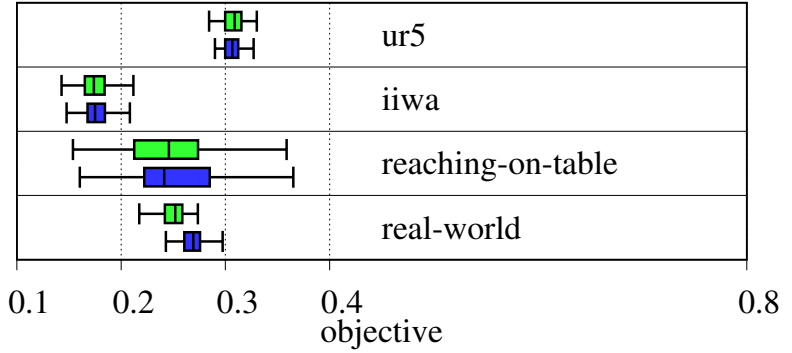 ur5
iiwa
reaching-on-table
real-world
0.1 0.2 0.3 0.4 0.8
objective